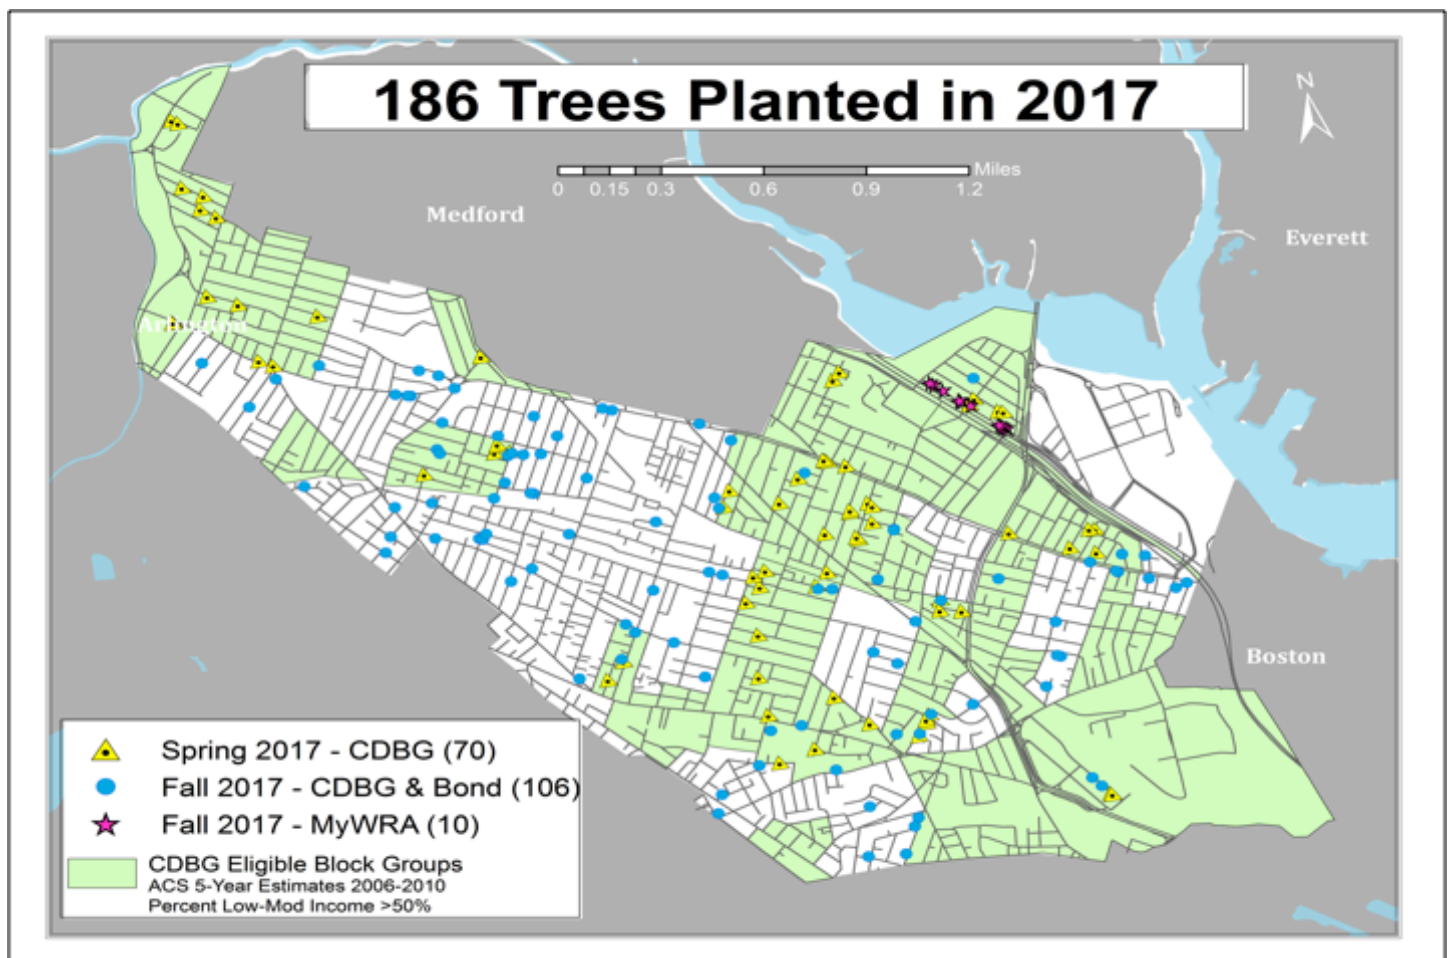 186 Trees Planted in 2017
N
Miles
0 0.15 0.3 0.6 0.9 1.2
Medford
Everett
Arlington
Boston
Spring 2017 - CDBG (70)
Fall 2017 - CDBG & Bond (106)
Fall 2017 - MyWRA (10)
CDBG Eligible Block Groups
ACS 5-Year Estimates 2006-2010
Percent Low-Mod Income >50%